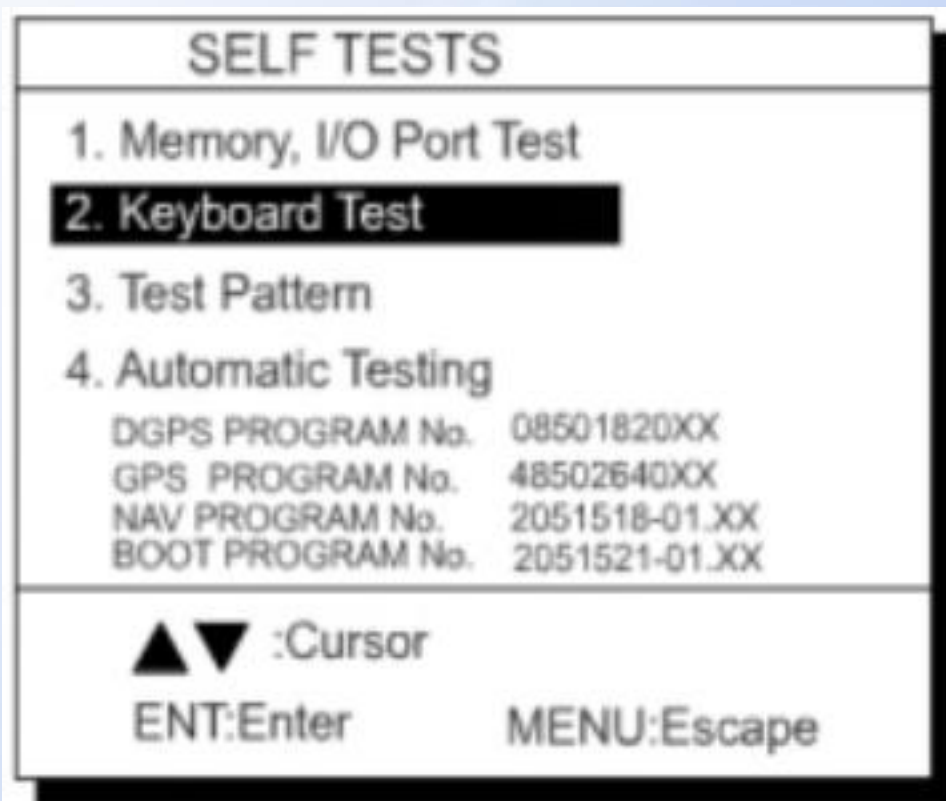 SELF TESTS
1. Memory, I/O Port Test
2. Keyboard Test
3. Test Pattern
4. Automatic Testing
DGPS PROGRAM No. 08501820XX
GPS PROGRAM No. 48502640XX
NAV PROGRAM No. 2051518-01.XX
BOOT PROGRAM No. 2051521-01.XX
▲▼ :Cursor
ENT:Enter MENU:Escape